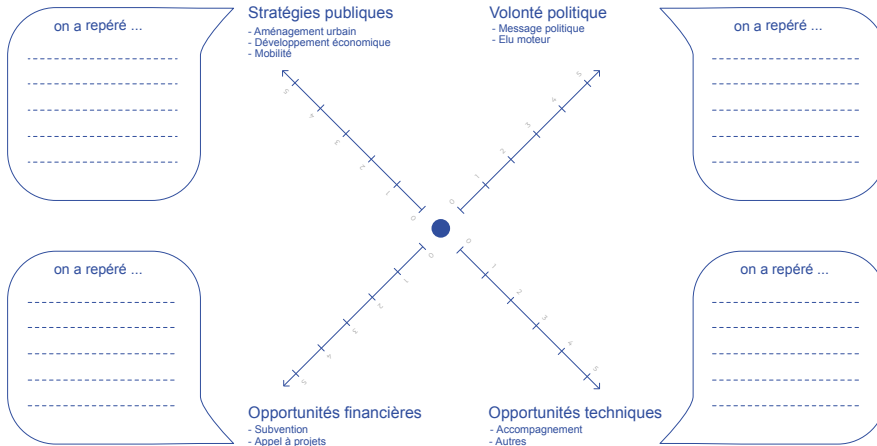 on a repéré ...
Stratégies publiques
- Aménagement urbain
- Développement économique
- Mobilité
5
4
3
2
1
0
Volonté politique
- Message politique
- Elu moteur
5
4
3
2
1
0
on a repéré ...
on a repéré ...
0
1
2
3
4
5
Opportunités financières
- Subvention
- Appel à projets
0
1
2
3
4
5
Opportunités techniques
- Accompagnement
- Autres
on a repéré ...